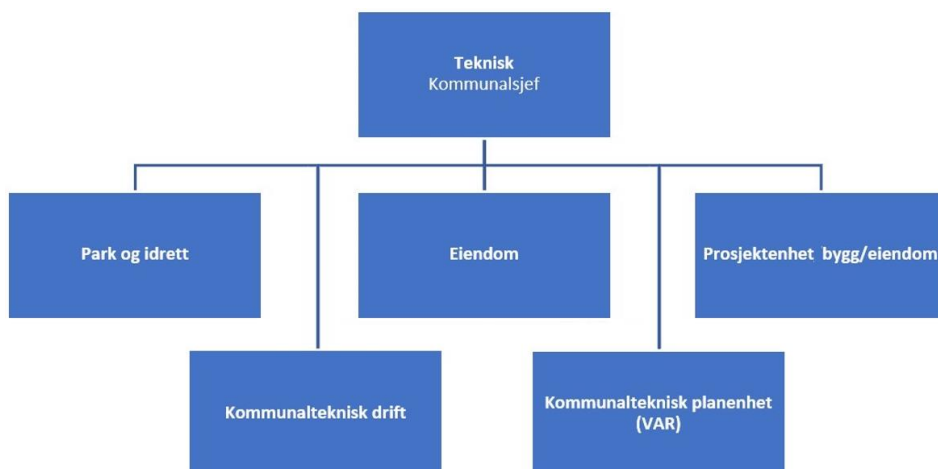 Teknisk
Kommunalsjef
Park og idrett
Eiendom
Prosjektenhet bygg/eiendom
Kommunalteknisk drift
Kommunalteknisk planenhet
(VAR)